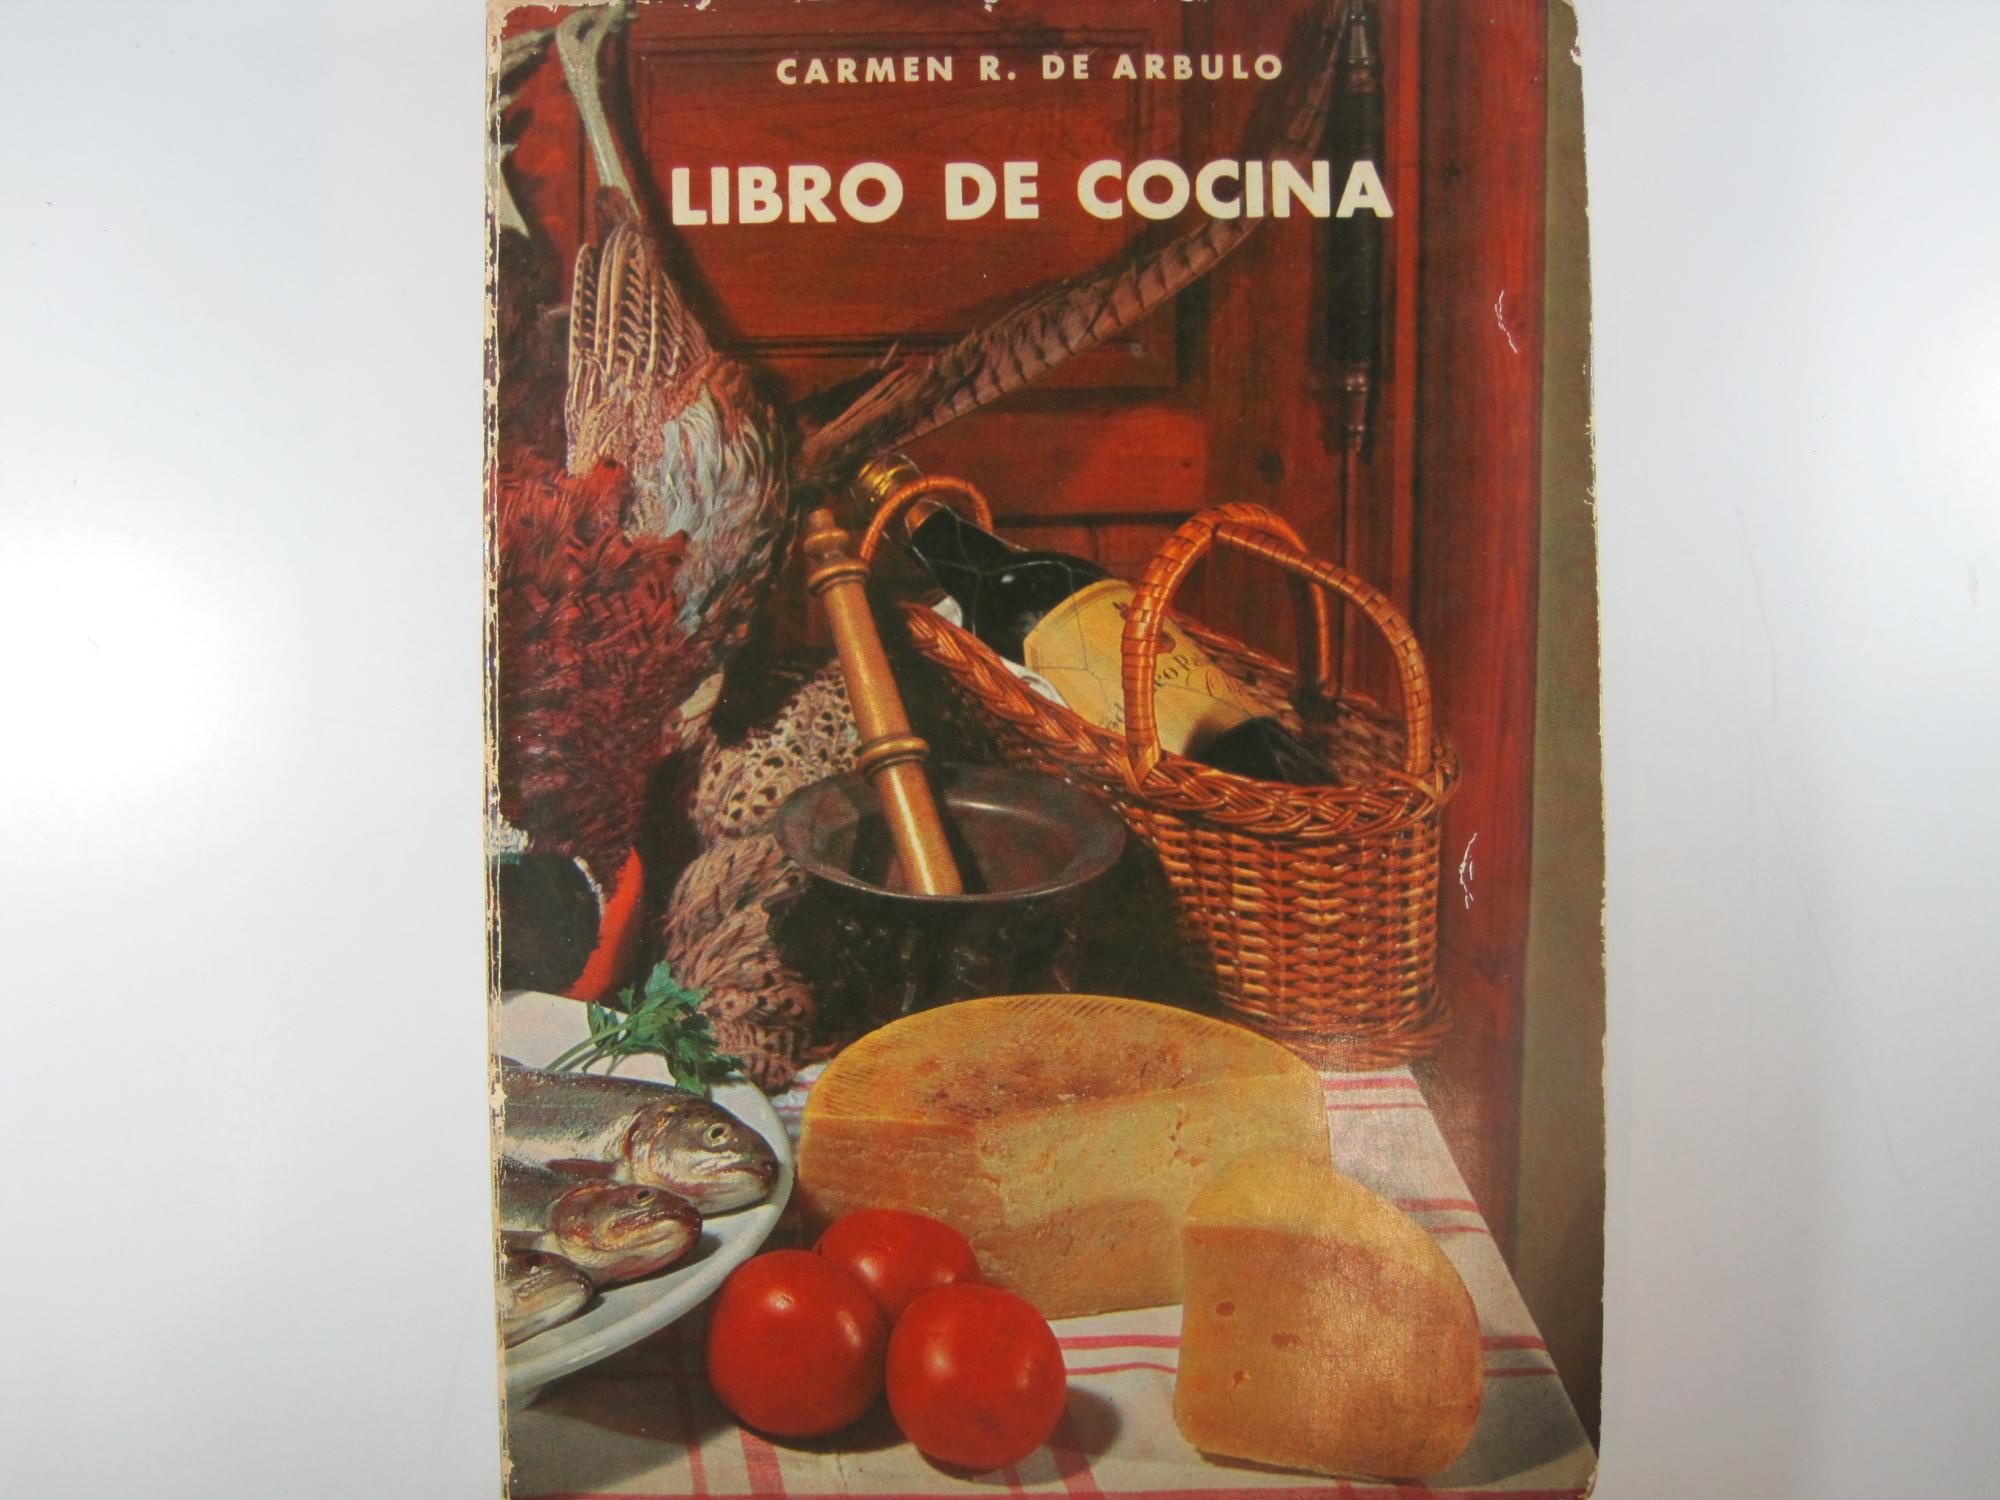 CARMEN R. DE ARBULO
LIBRO DE COCINA